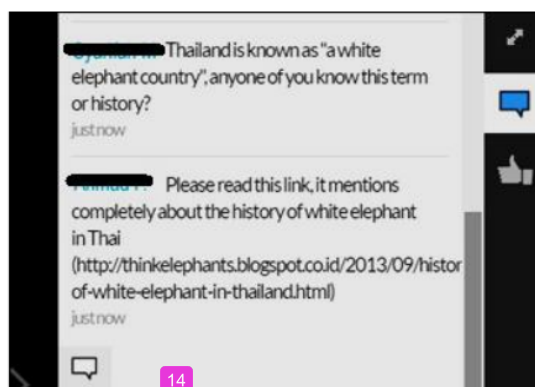 Thailand is known as "a white
elephant country", anyone of you know this term
or history?
just now
Please read this link, it mentions
completely about the history of white elephant
in Thai
(http://thinkelephants.blogspot.co.id/2013/09/histor
of-white-elephant-in-thailand.html)
just now
14